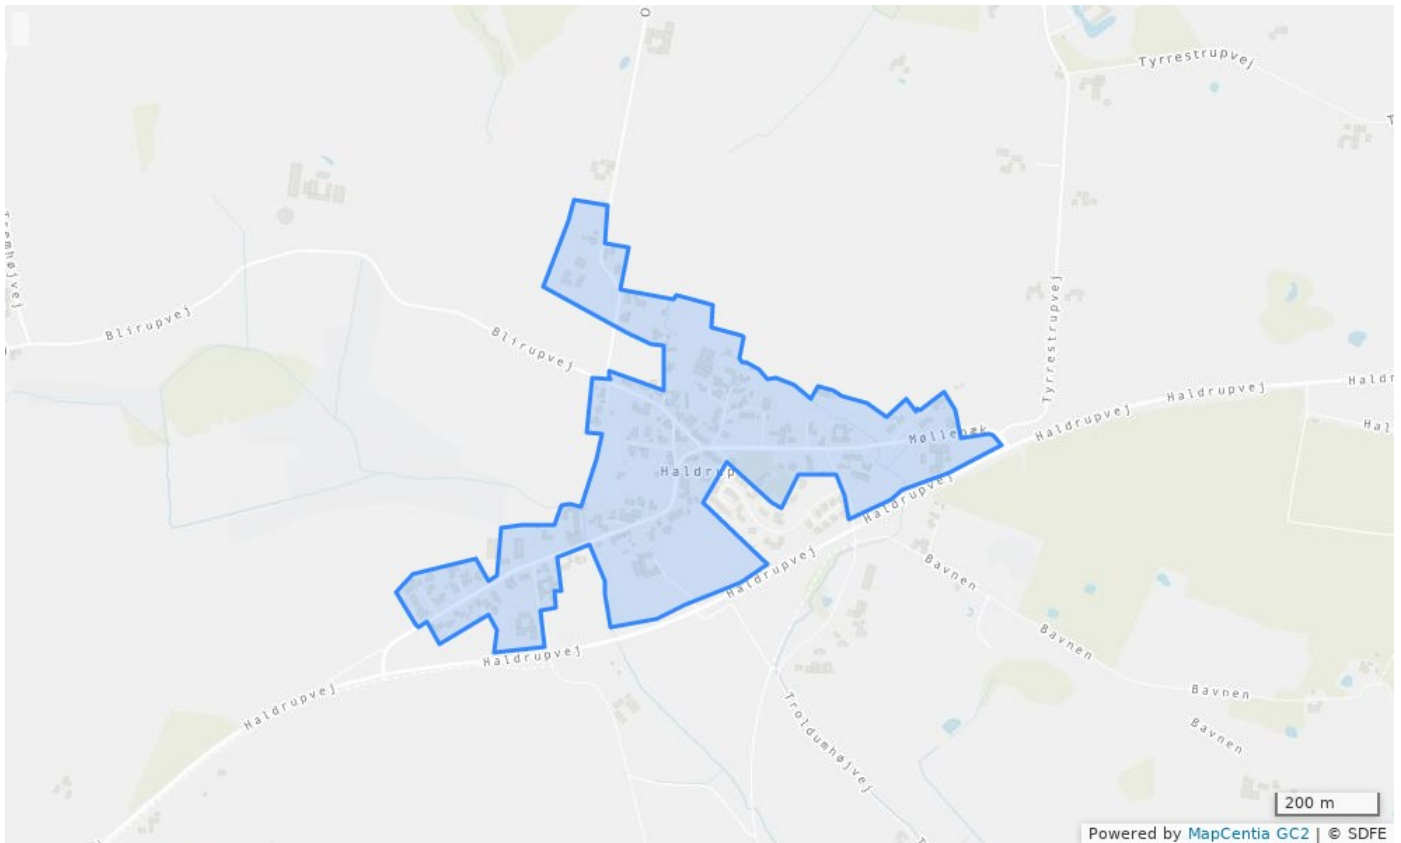 Tyrrestrupvej
Blirupvej
Blirupvej
Tyrrestrupvej
Haldrupvej
Haldrupvej
Møllebæk
Haldrup
Haldrupvej
Haldrupvej
Bavnen
Bavnen
Haldrupvej
Haldrupvej
Bavnen
Bavnen
Troldumhøjvej
200 m
Powered by MapCentia GC2 | © SDFE